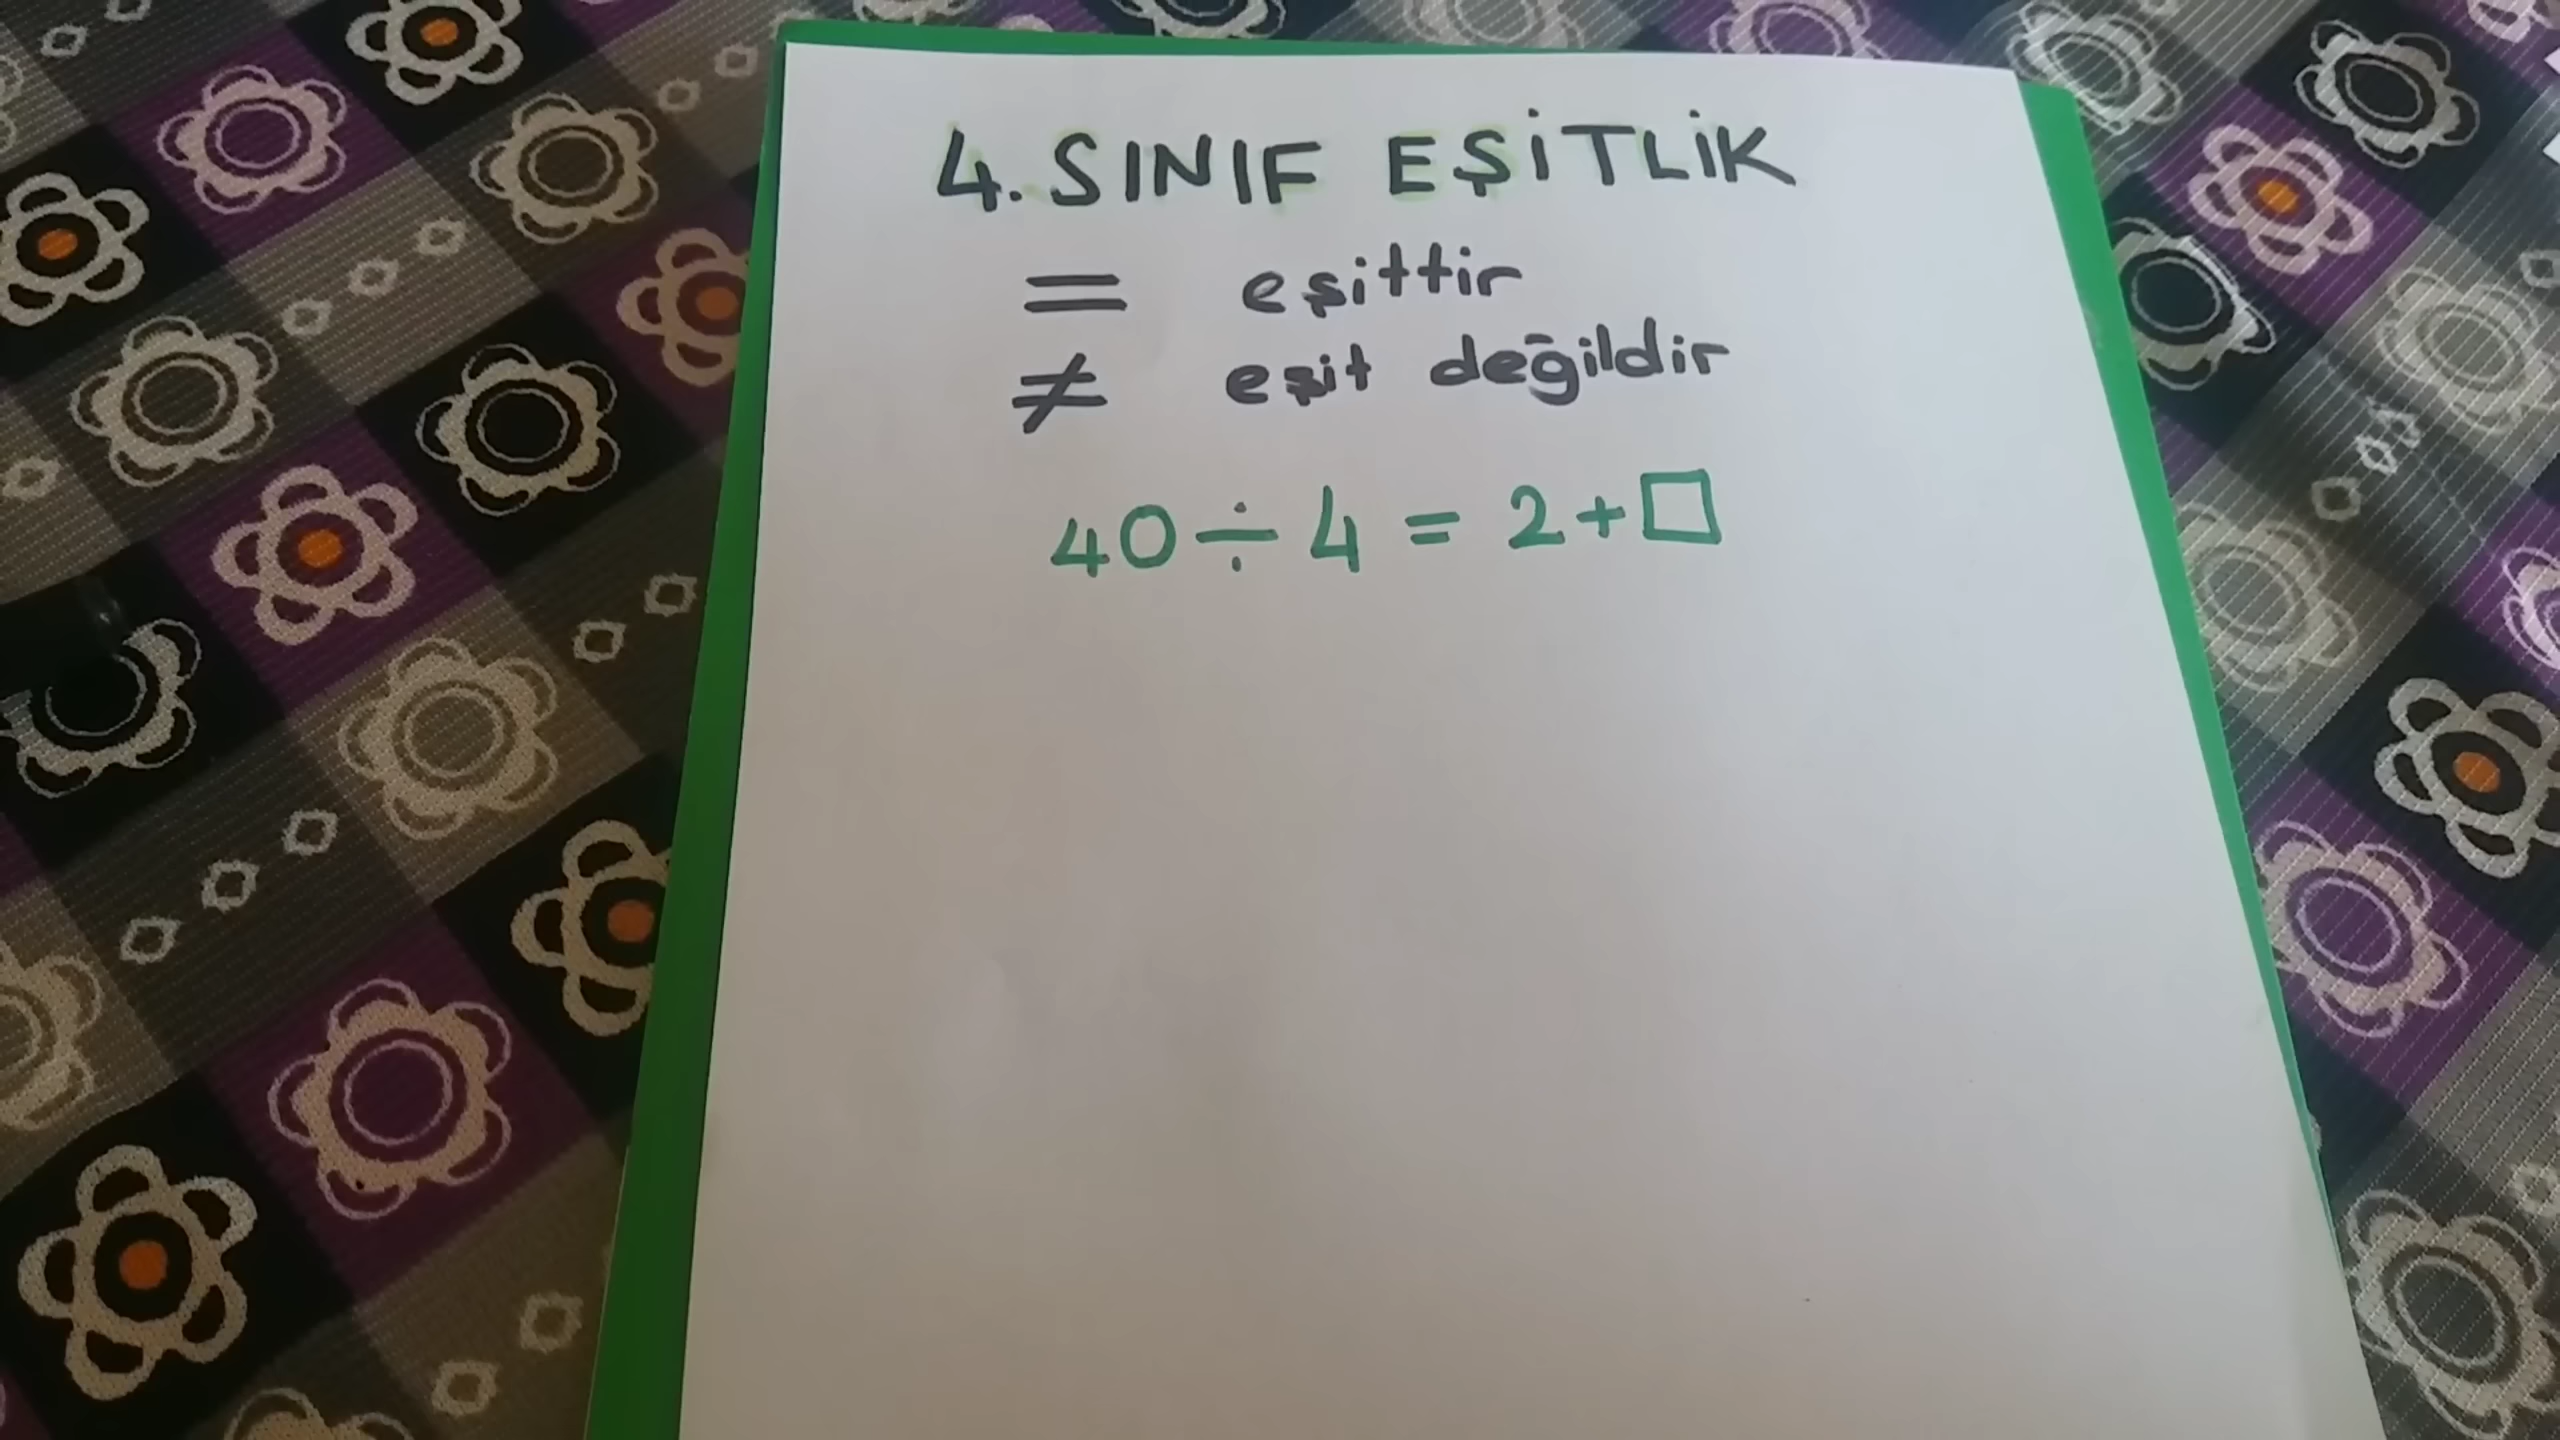 4. SINIF EŞİTLİK
= eşittir
≠ eşit değildir
40 ÷ 4 = 2 + □